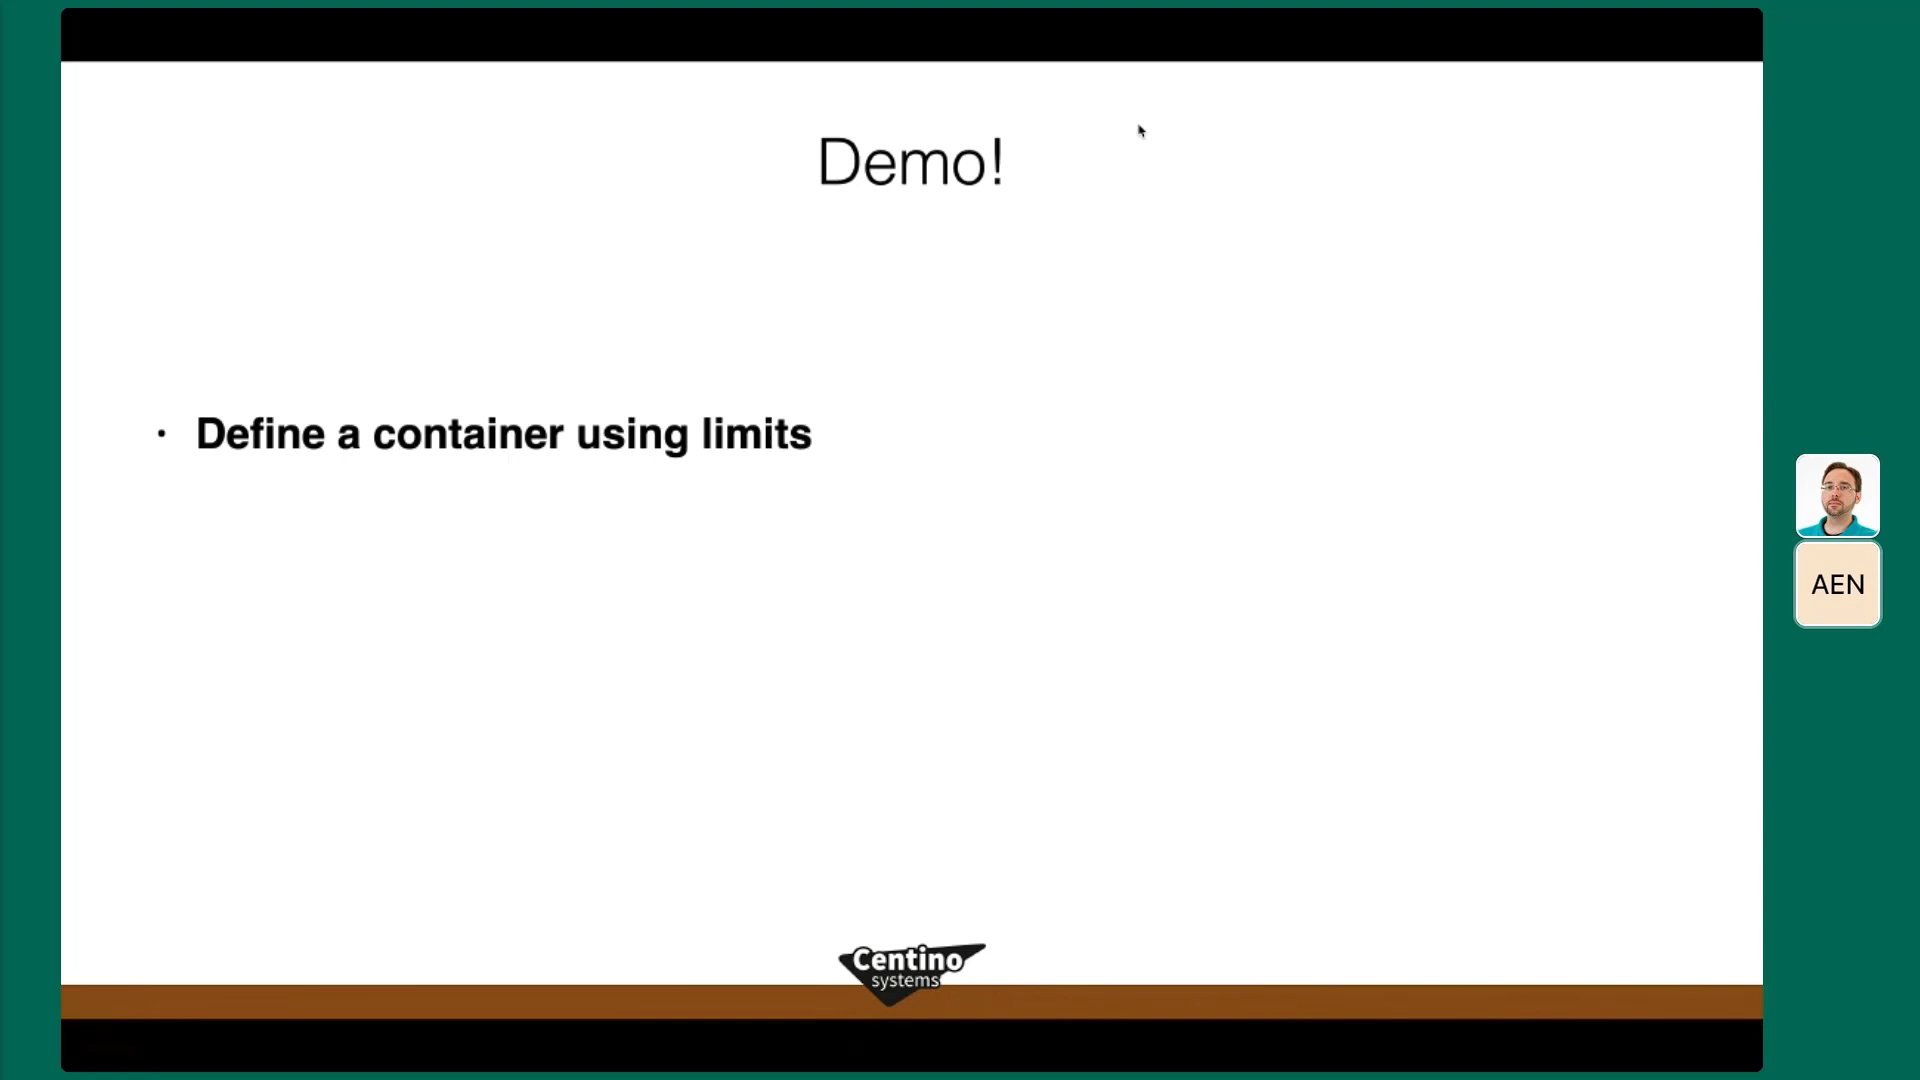 Demo!
· Define a container using limits
AEN
Centino
systems